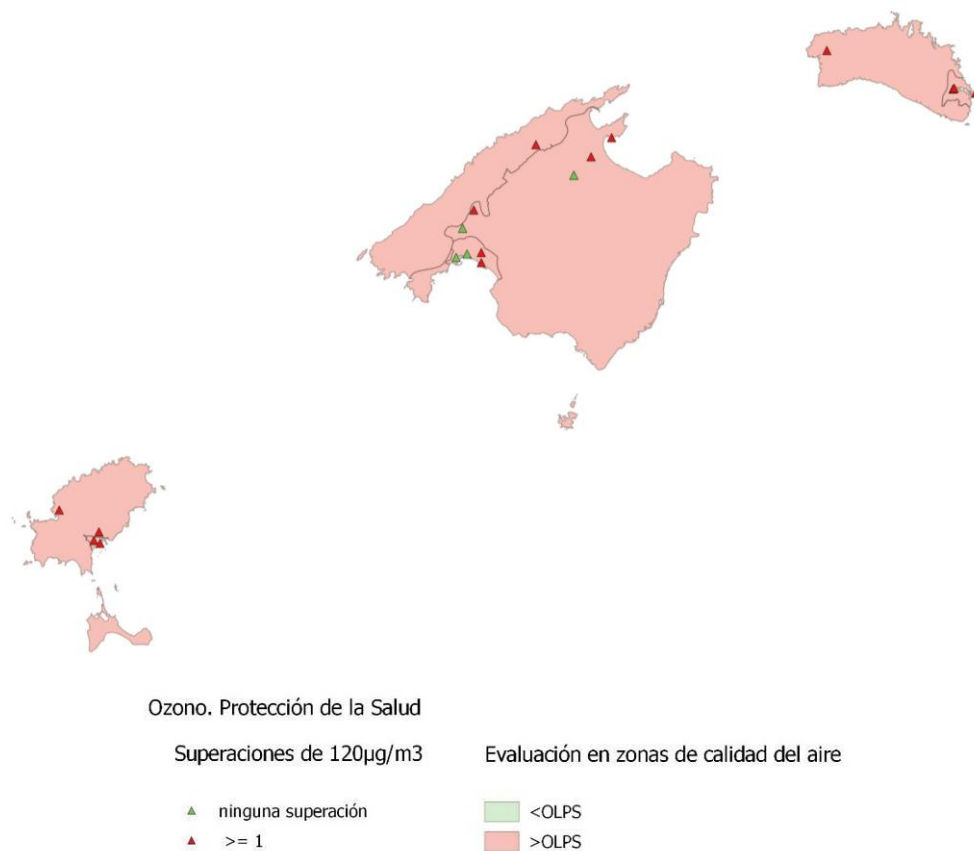 Ozono. Protección de la Salud
Superaciones de 120µg/m3
Evaluación en zonas de calidad del aire
ninguna superación
<OLPS
>= 1
>OLPS